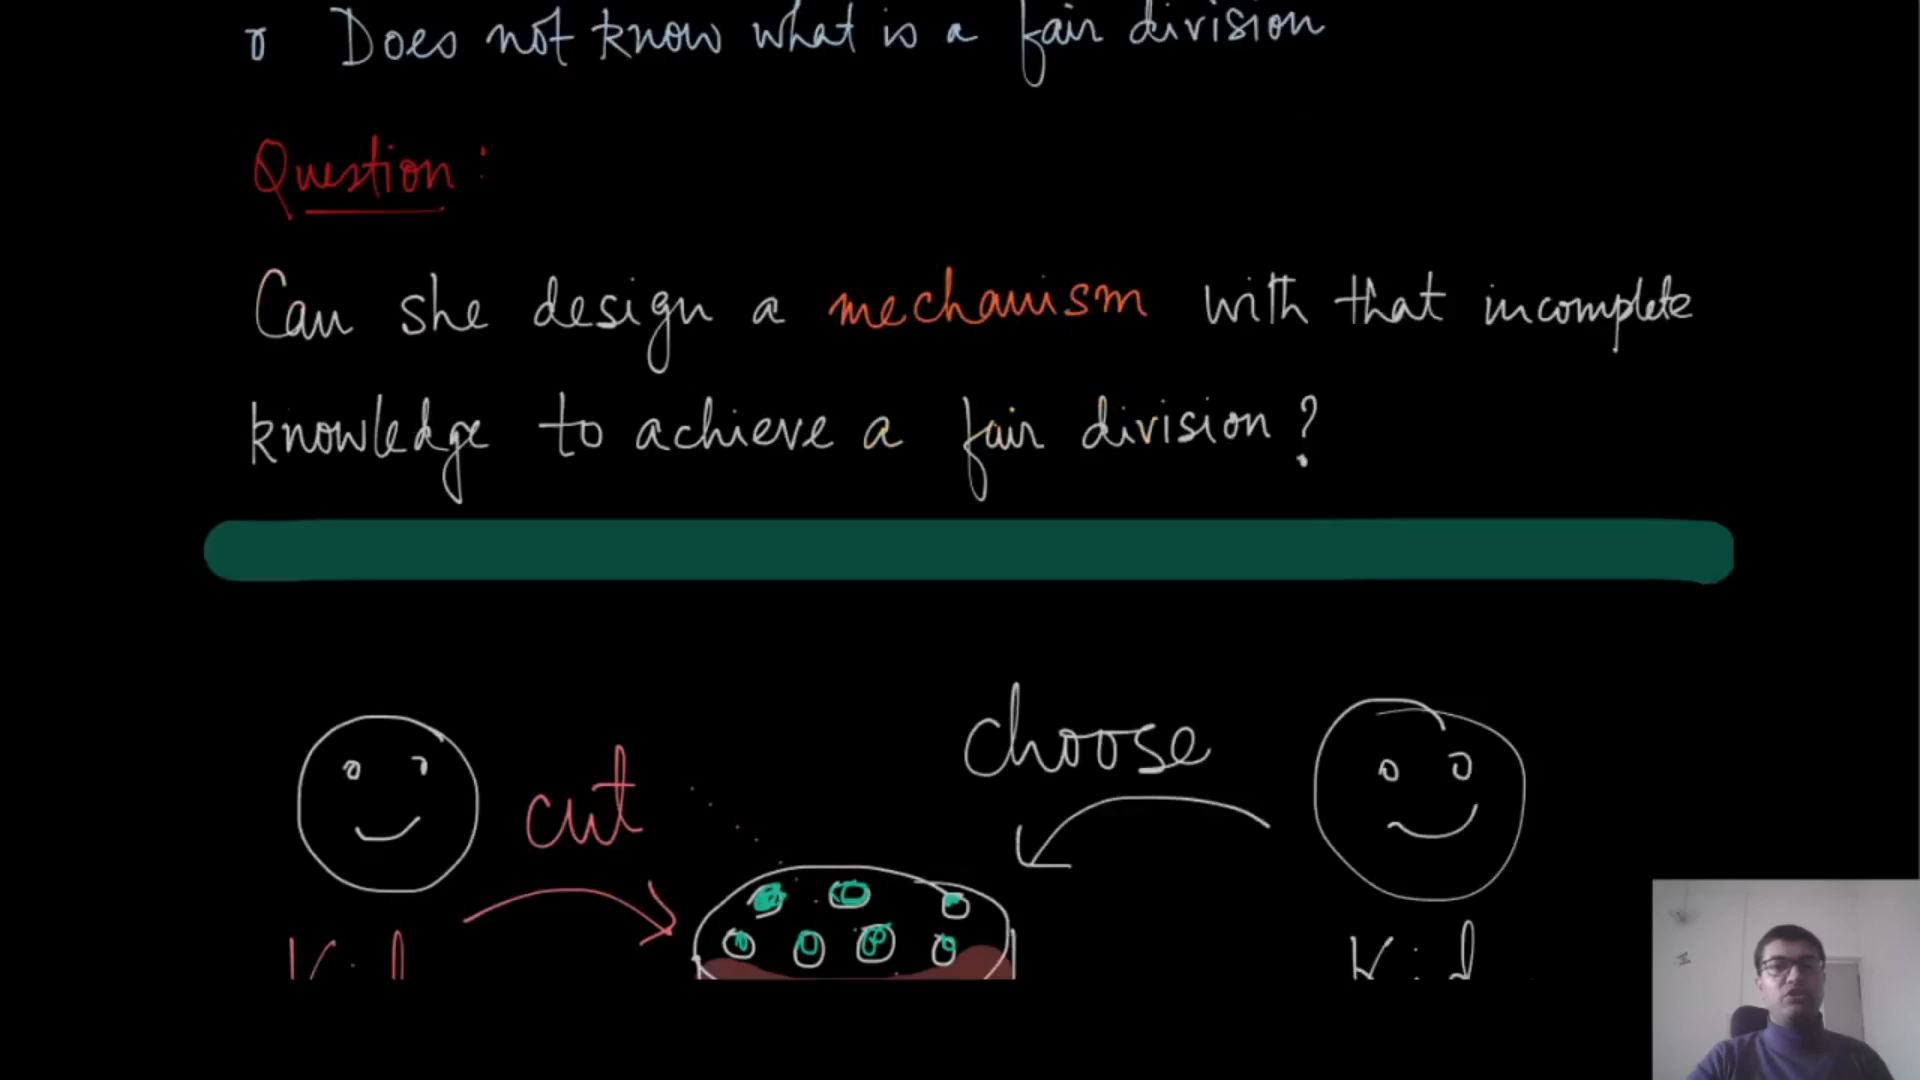 Does not know what is a fair division
Question:
Can she design a mechanism with that incomplete
knowledge to achieve a fair division?
choose
cut